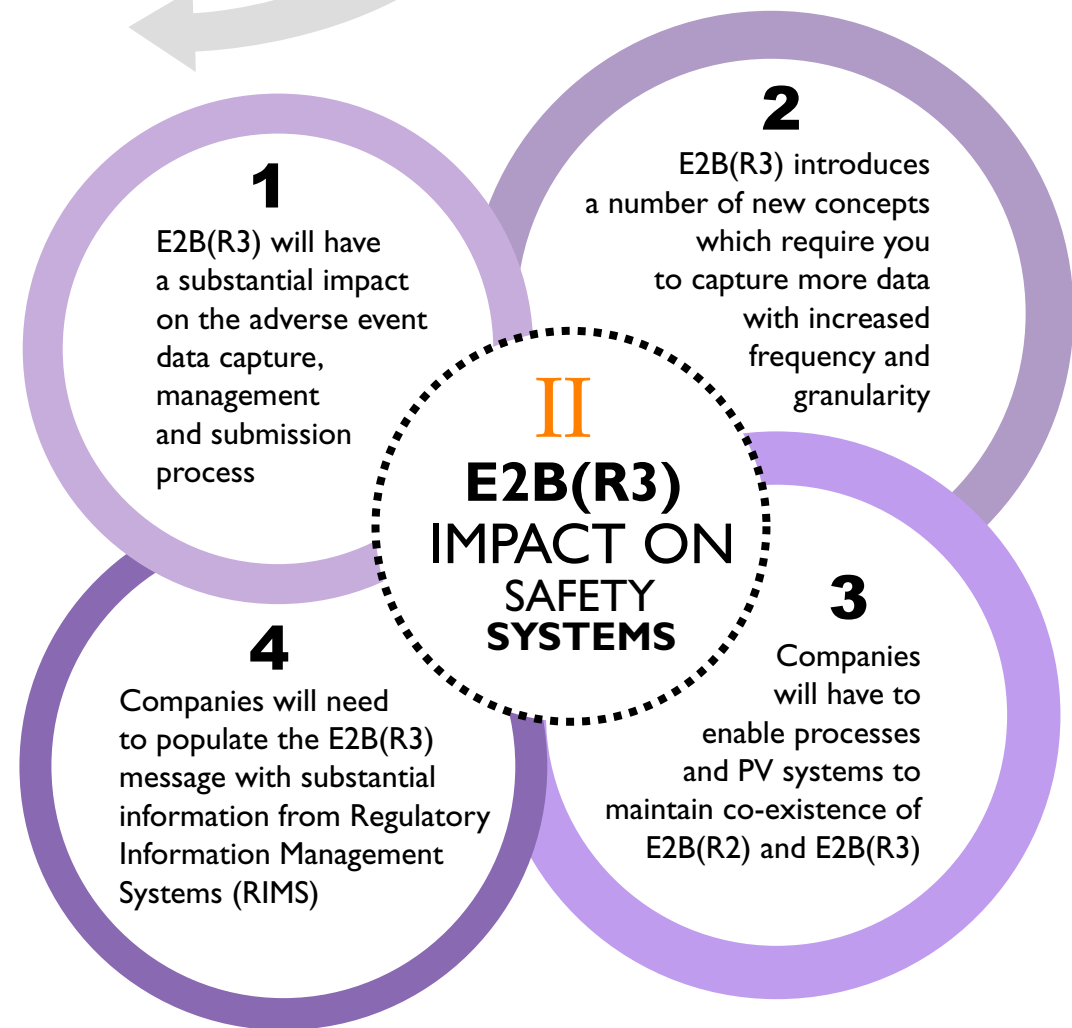 1
E2B(R3) will have
a substantial impact
on the adverse event
data capture,
management
and submission
process
2
E2B(R3) introduces
a number of new concepts
which require you
to capture more data
with increased
frequency and
granularity
II
E2B(R3)
IMPACT ON
SAFETY
SYSTEMS
3
Companies
will have to
enable processes
and PV systems to
maintain co-existence of
E2B(R2) and E2B(R3)
4
Companies will need
to populate the E2B(R3)
message with substantial
information from Regulatory
Information Management
Systems (RIMS)